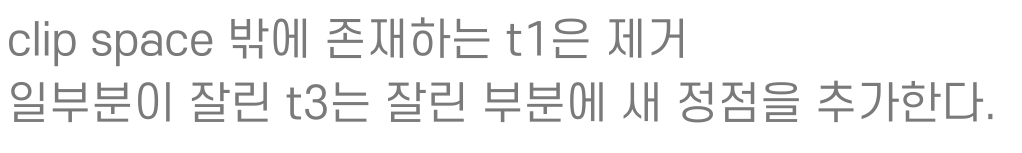 clip space 밖에 존재하는 t1은 제거
일부분이 잘린 t3는 잘린 부분에 새 정점을 추가한다.